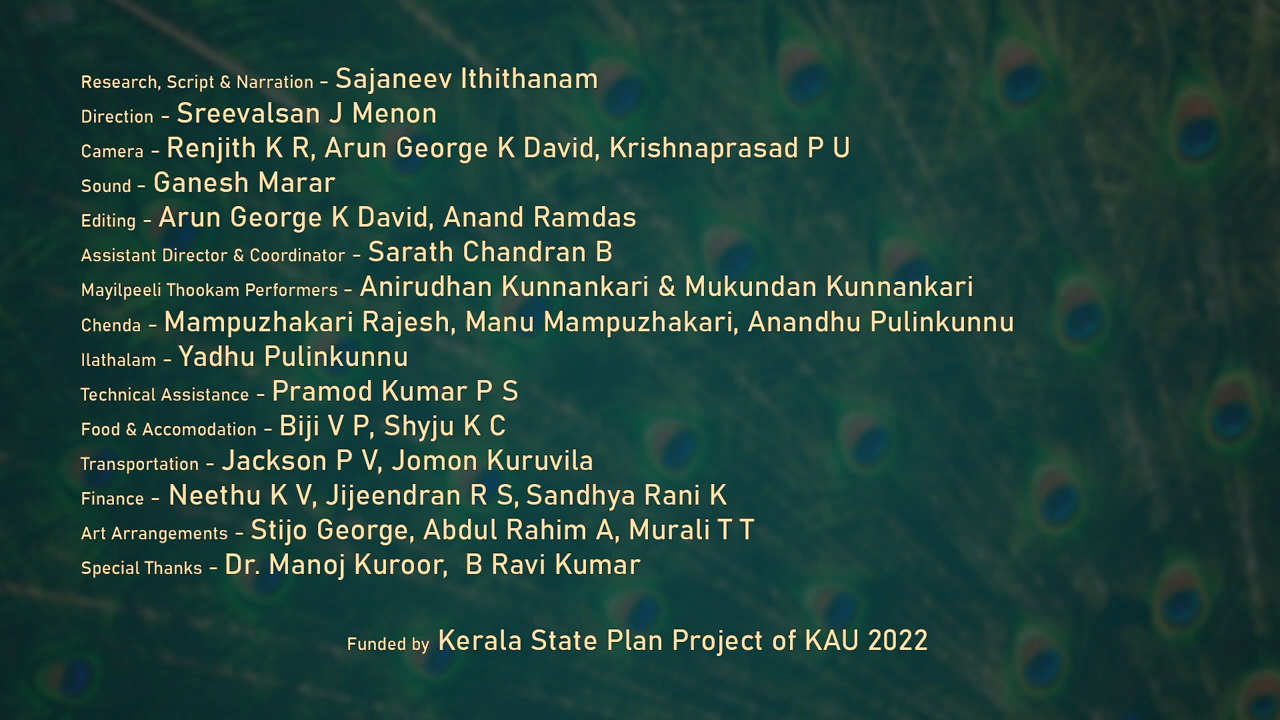 Research, Script & Narration - Sajaneev Ithithanam
Direction - Sreevalsan J Menon
Camera - Renjith K R, Arun George K David, Krishnaprasad P U
Sound - Ganesh Marar
Editing - Arun George K David, Anand Ramdas
Assistant Director & Coordinator - Sarath Chandran B
Mayilpeeli Thookam Performers - Anirudhan Kunnankari & Mukundan Kunnankari
Chenda - Mampuzhakari Rajesh, Manu Mampuzhakari, Anandhu Pulinkunnu
Ilathalam - Yadhu Pulinkunnu
Technical Assistance - Pramod Kumar P S
Food & Accomodation - Biji V P, Shyju K C
Transportation - Jackson P V, Jomon Kuruvila
Finance - Neethu K V, Jijeendran R S, Sandhya Rani K
Art Arrangements - Stijo George, Abdul Rahim A, Murali T T
Special Thanks - Dr. Manoj Kuroor, B Ravi Kumar
Funded by Kerala State Plan Project of KAU 2022